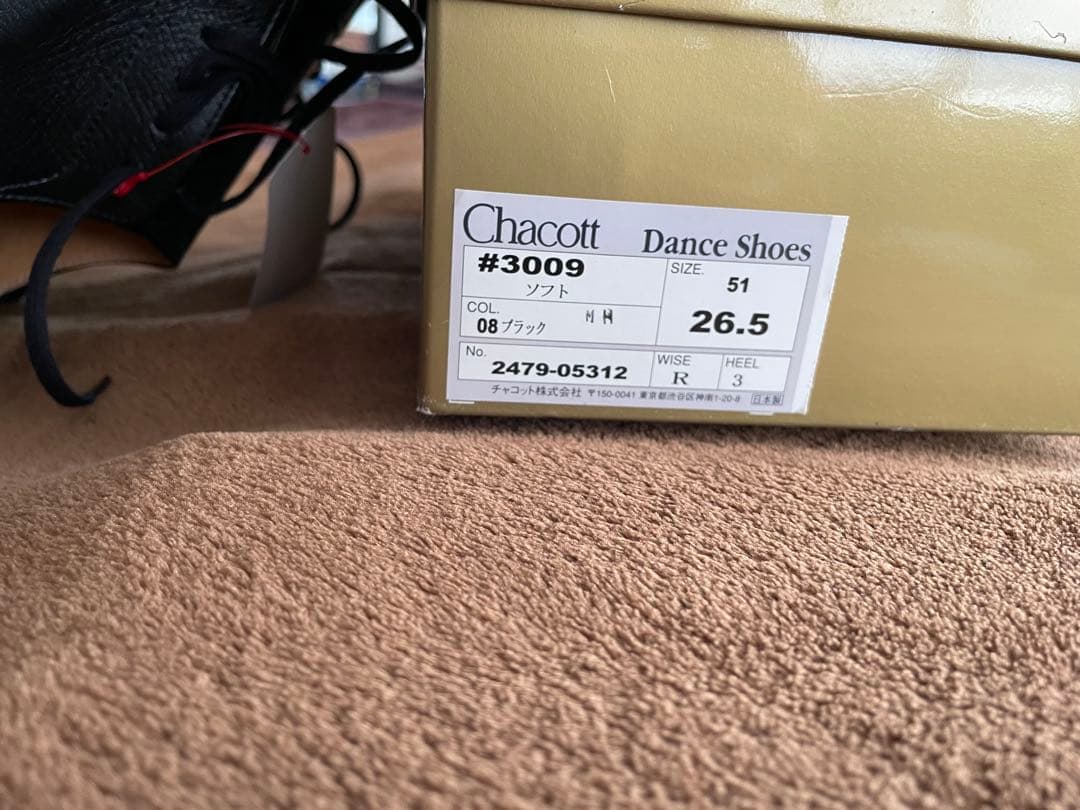 Chacott Dance Shoes
#3009
ソフト
SIZE.
51
26.5
COL.
08 ブラック
No.
2479-05312
WISE
R
HEEL
3
チャコット株式会社 〒150-0041 東京都渋谷区神南1-20-8 日本製